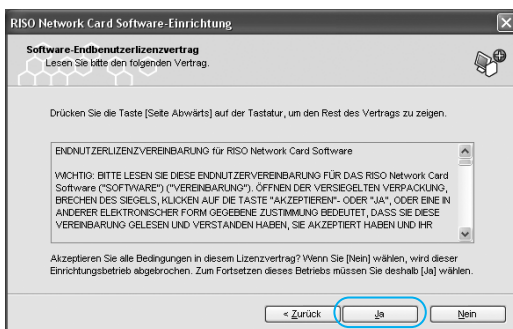 RISO Network Card Software-Einrichtung
Software-Endbenutzerlizenzvertrag
Lesen Sie bitte den folgenden Vertrag.
Drücken Sie die Taste [Seite Abwärts] auf der Tastatur, um den Rest des Vertrags zu zeigen.
ENDNUTZERLIZENZVEREINBARUNG für RISO Network Card Software
WICHTIG: BITTE LESEN SIE DIESE ENDNUTZERVEREINBARUNG FÜR DAS RISO Network Card
Software ("SOFTWARE") ("VEREINBARUNG"). ÖFFNEN DER VERSIEGELTEN VERPACKUNG,
BRECHEN DES SIEGELS, KLICKEN AUF DIE TASTE "AKZEPTIEREN"- ODER "JA", ODER EINE IN
ANDERER ELEKTRONISCHER FORM GEGEBENE ZUSTIMMUNG BEDEUTET, DASS SIE DIESE
VEREINBARUNG GELESEN UND VERSTANDEN HABEN, SIE AKZEPTIERT HABEN UND IHR
Akzeptieren Sie alle Bedingungen in diesem Lizenzvertrag? Wenn Sie [Nein] wählen, wird dieser
Einrichtungsbetrieb abgebrochen. Zum Fortsetzen dieses Betriebs müssen Sie deshalb [Ja] wählen.
< Zurück Ja Nein